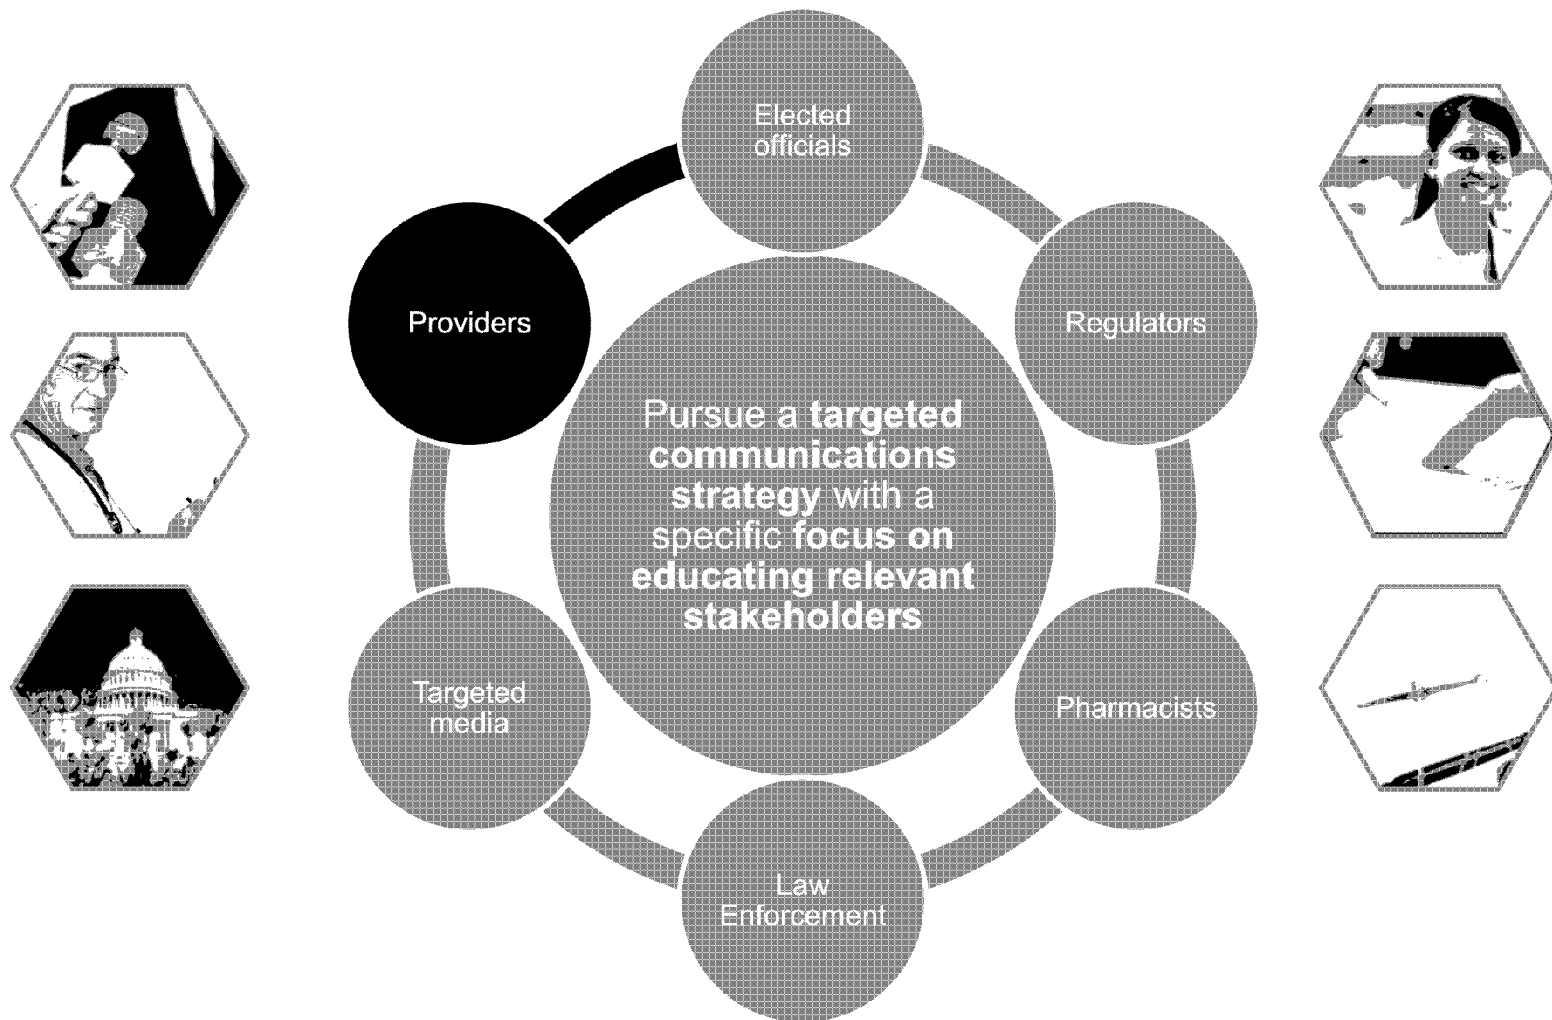 Elected
officials
Providers
Regulators
Pursue a targeted
communications
strategy with a
specific focus on
educating relevant
stakeholders
Targeted
media
Pharmacists
Law
Enforcement